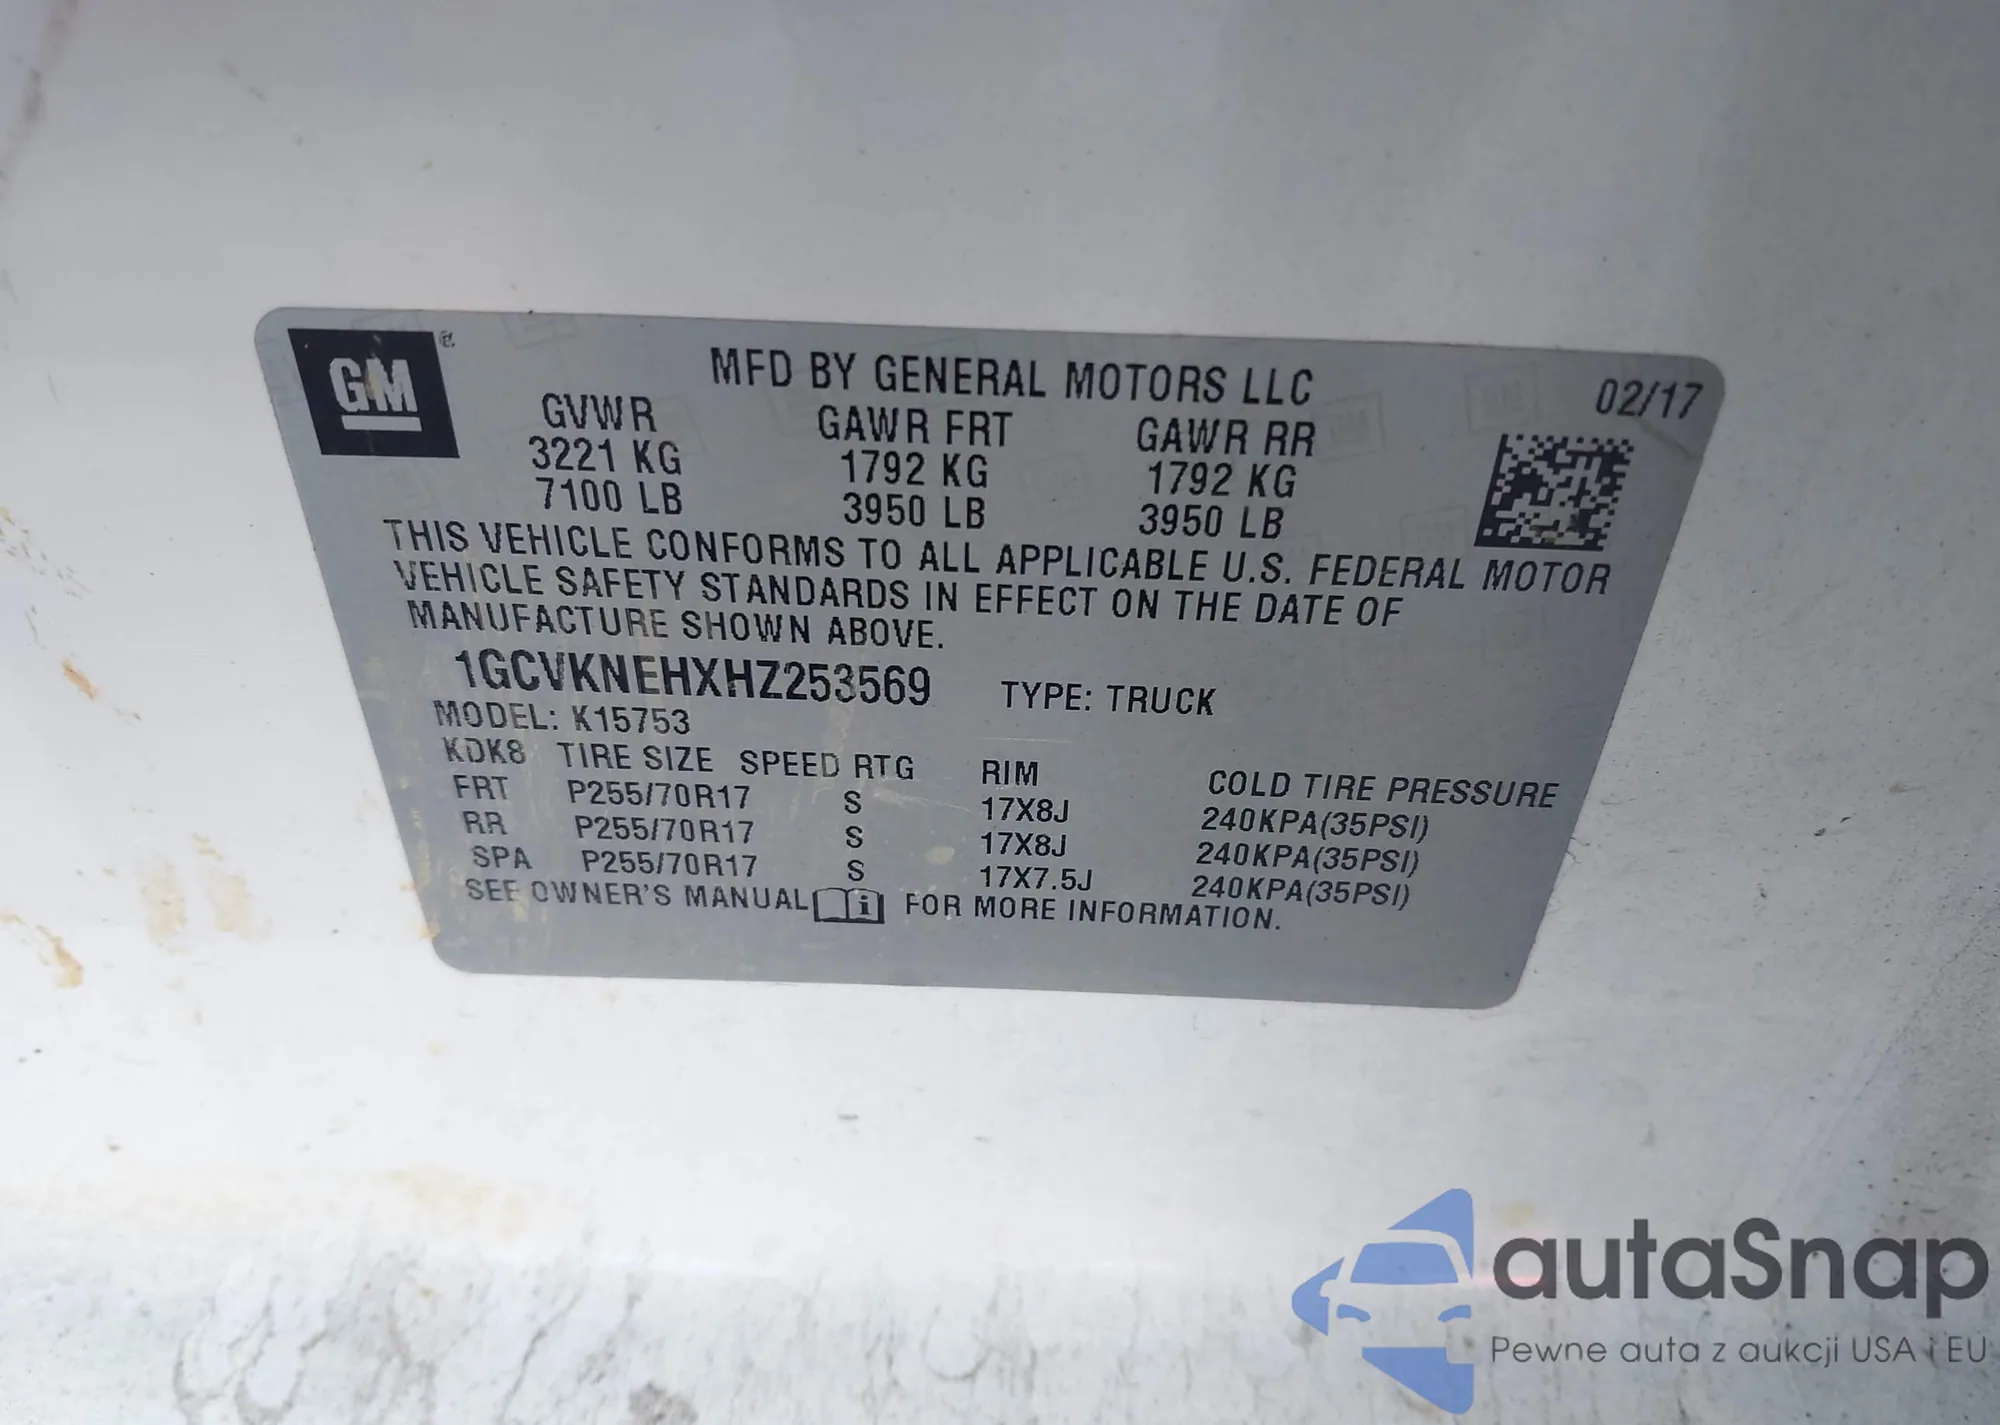 GM
MFD BY GENERAL MOTORS LLC 02/17
GVWR GAWR FRT GAWR RR
3221 KG 1792 KG 1792 KG
7100 LB 3950 LB 3950 LB
THIS VEHICLE CONFORMS TO ALL APPLICABLE U.S. FEDERAL MOTOR
VEHICLE SAFETY STANDARDS IN EFFECT ON THE DATE OF
MANUFACTURE SHOWN ABOVE.
1GCVKNEHXHZ253569 TYPE: TRUCK
MODEL: K15753
KDK8 TIRE SIZE SPEED RTG RIM COLD TIRE PRESSURE
FRT P255/70R17 S 17X8J 240KPA(35PSI)
RR P255/70R17 S 17X8J 240KPA(35PSI)
SPA P255/70R17 S 17X7.5J 240KPA(35PSI)
SEE OWNER'S MANUAL i FOR MORE INFORMATION.
autaSnap
Pewne auta z aukcji USA i EU